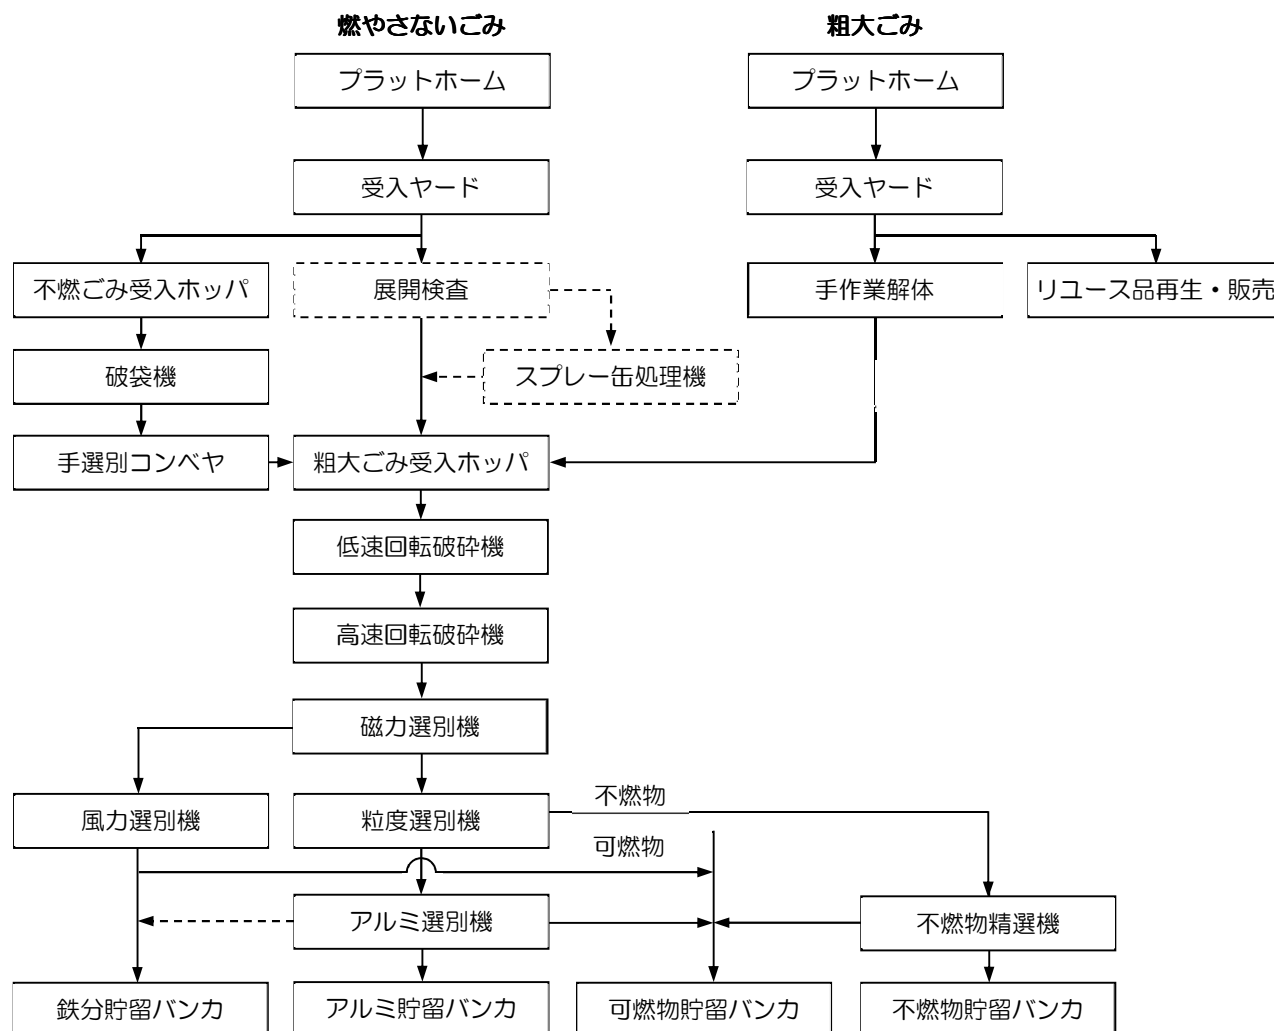 燃やさないごみ
粗大ごみ
プラットホーム
プラットホーム
受入ヤード
受入ヤード
不燃ごみ受入ホッパ
展開検査
手作業解体
リユース品再生・販売
破袋機
スプレー缶処理機
手選別コンベヤ
粗大ごみ受入ホッパ
低速回転破砕機
高速回転破砕機
磁力選別機
不燃物
風力選別機
粒度選別機
可燃物
アルミ選別機
不燃物精選機
鉄分貯留バンカ
アルミ貯留バンカ
可燃物貯留バンカ
不燃物貯留バンカ